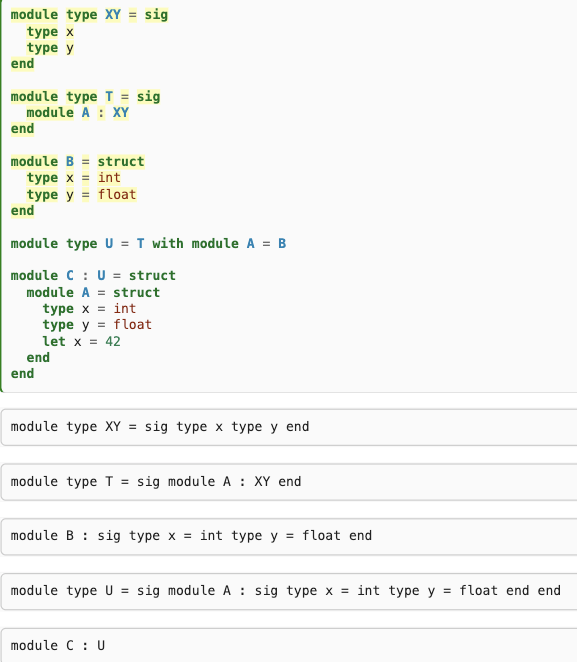 module type XY = sig
  type x
  type y
end

module type T = sig
  module A : XY
end

module B = struct
  type x = int
  type y = float
end

module type U = T with module A = B

module C : U = struct
  module A = struct
    type x = int
    type y = float
    let x = 42
  end
end

module type XY = sig type x type y end

module type T = sig module A : XY end

module B : sig type x = int type y = float end

module type U = sig module A : sig type x = int type y = float end end

module C : U